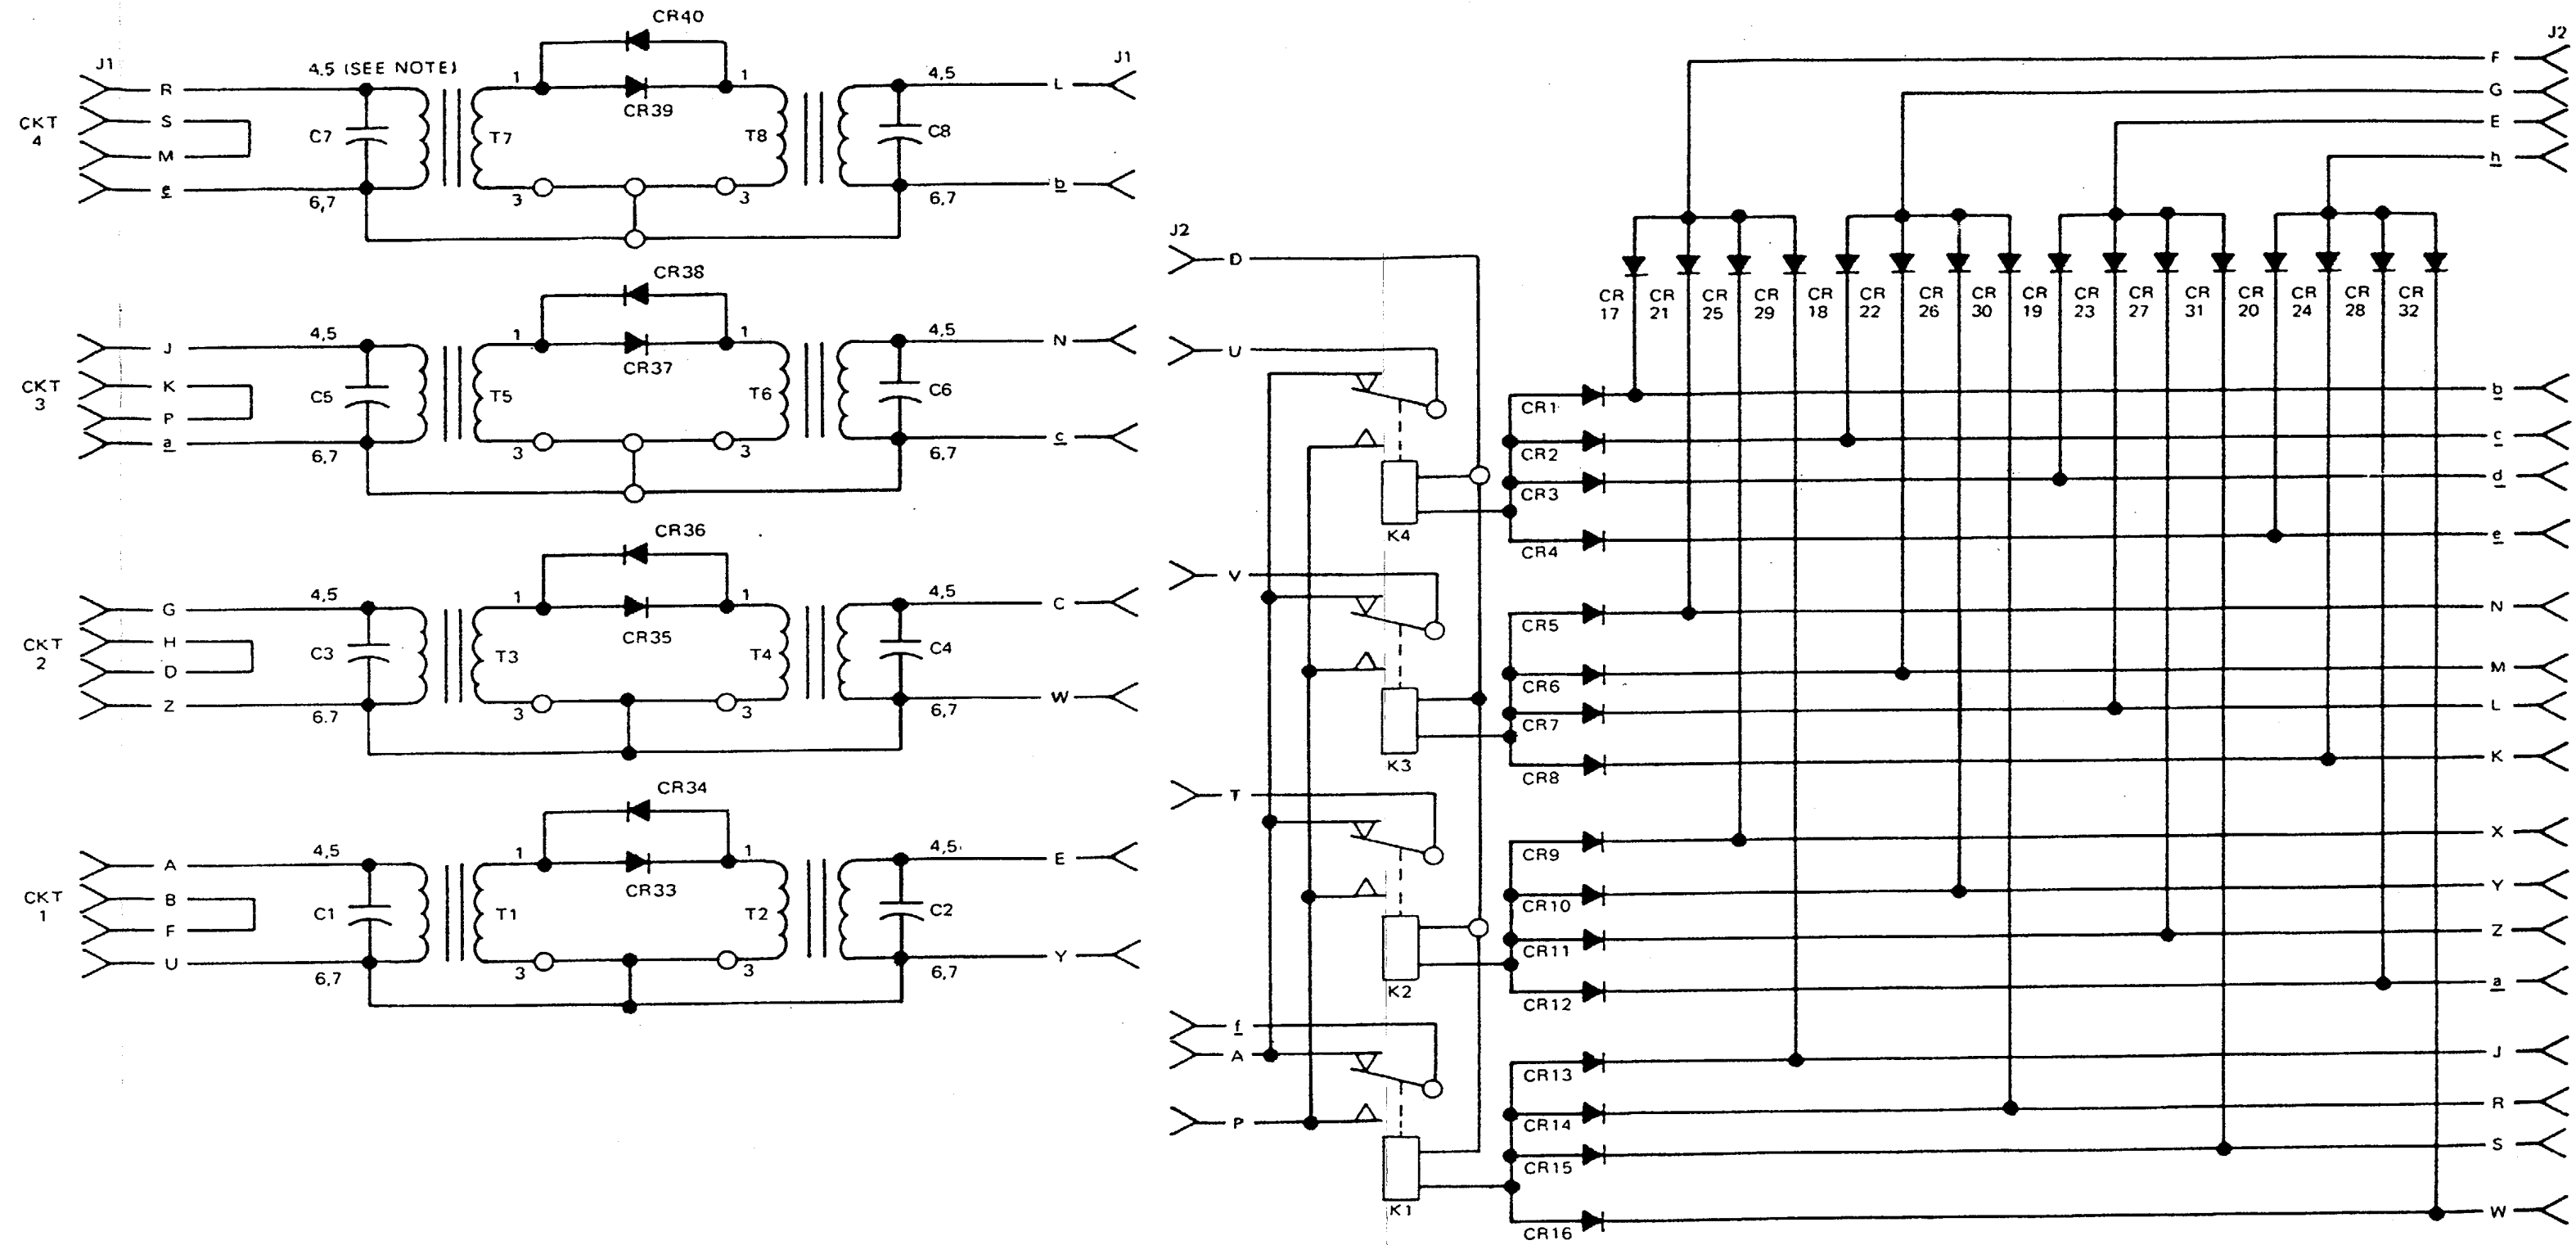 CR40
J1
4.5 (SEE NOTE)
1
1
4,5
J1
R
L
CR39
CKT
4
S
C7
T7
T8
C8
M
e
3
3
b
6,7
6,7
CR38
4,5
1
1
4,5
J
N
CR37
CKT
3
K
C5
T5
T6
C6
P
a
3
3
c
6,7
6,7
CR36
4,5
1
1
4,5
G
C
CR35
CKT
2
H
C3
T3
T4
C4
D
Z
3
3
W
6.7
6,7
CR34
4,5
1
1
4,5
A
E
CR33
CKT
1
B
C1
T1
T2
C2
F
U
3
3
Y
6,7
6,7
J2
D
U
K4
V
K3
T
K2
f
A
P
K1
J2
F
G
E
h
CR 17
CR 21
CR 25
CR 29
CR 18
CR 22
CR 26
CR 30
CR 19
CR 23
CR 27
CR 31
CR 20
CR 24
CR 28
CR 32
CR1
b
CR2
c
CR3
d
CR4
e
CR5
N
CR6
M
CR7
L
CR8
K
CR9
X
CR10
Y
CR11
Z
CR12
a
CR13
J
CR14
R
CR15
S
CR16
W